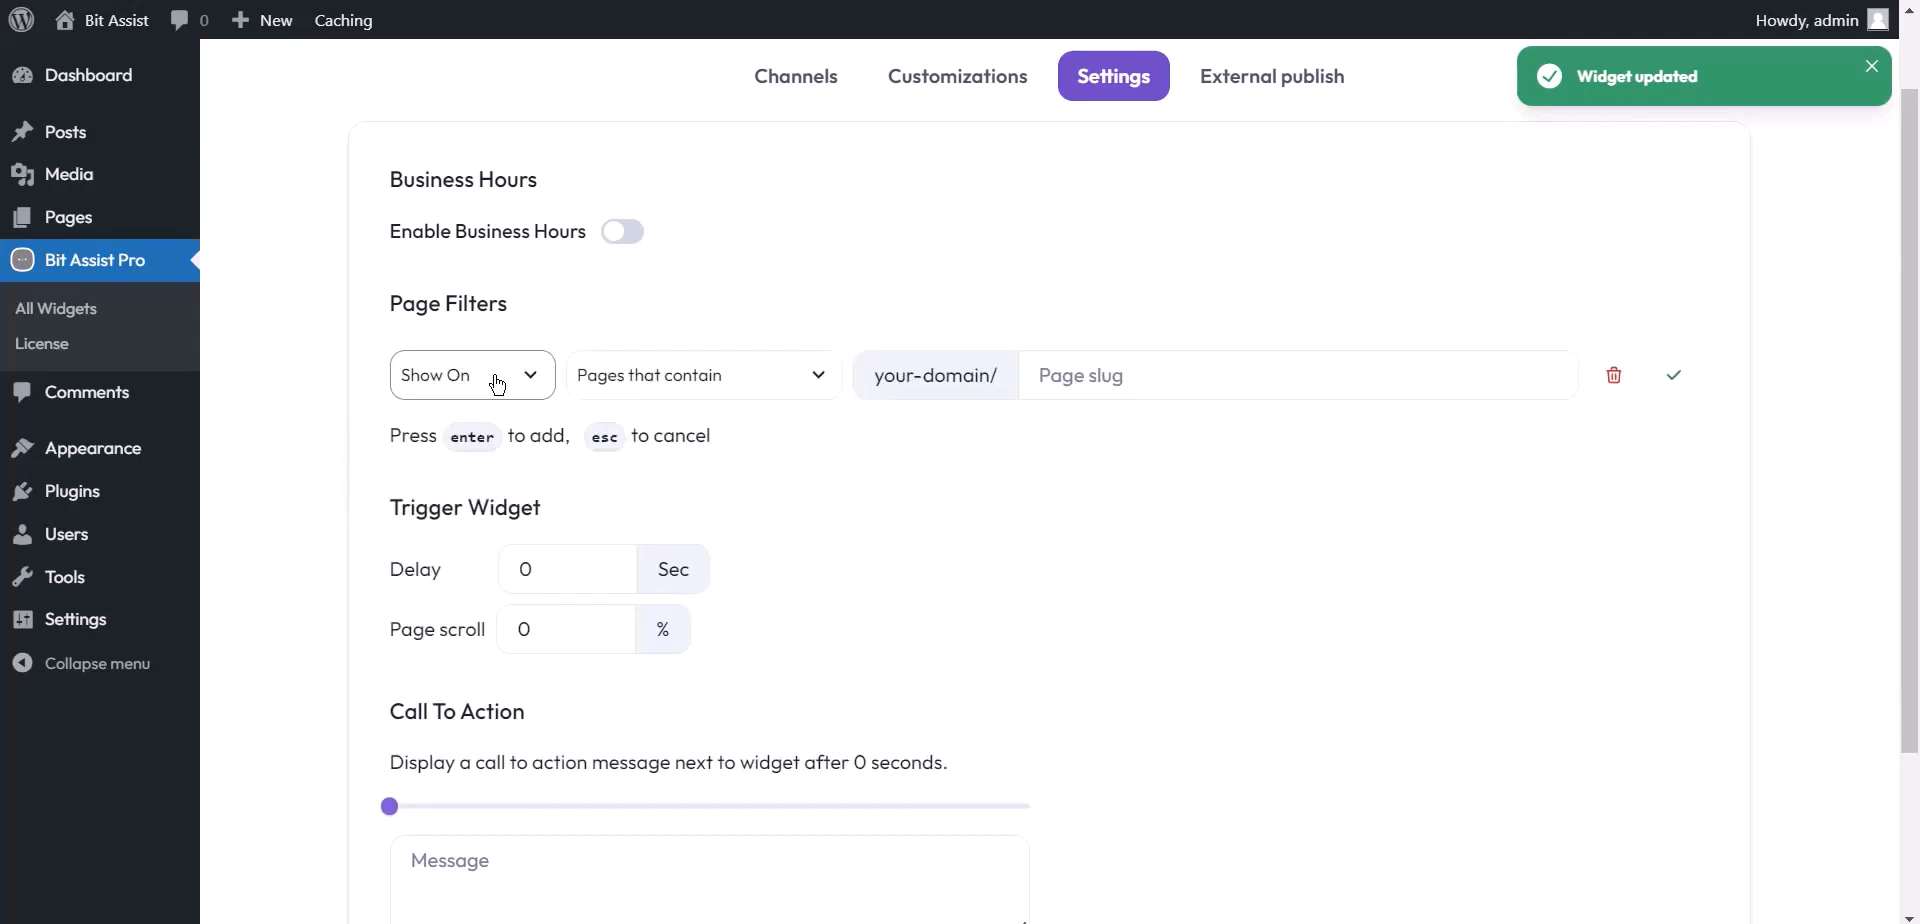 Bit Assist 0 New Caching Howdy, admin
Dashboard
Posts
Media
Pages
Bit Assist Pro
All Widgets
License
Comments
Appearance
Plugins
Users
Tools
Settings
Collapse menu
Channels Customizations Settings External publish
Widget updated
Business Hours
Enable Business Hours
Page Filters
Show On Pages that contain your-domain/ Page slug
Press enter to add, esc to cancel
Trigger Widget
Delay 0 Sec
Page scroll 0 %
Call To Action
Display a call to action message next to widget after 0 seconds.
Message